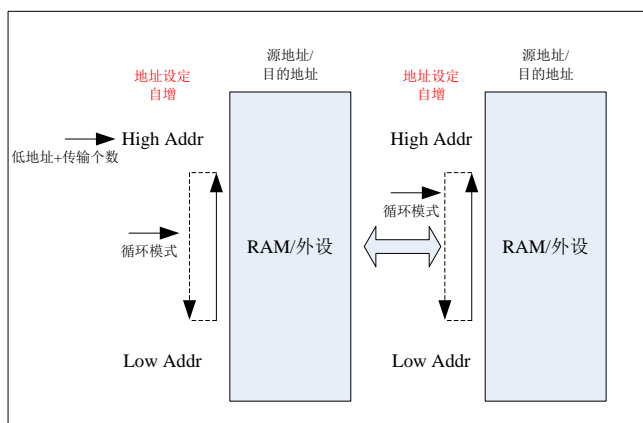 源地址/
目的地址
源地址/
目的地址
地址设定
自增
地址设定
自增
High Addr
High Addr
低地址+传输个数
循环模式
循环模式
RAM/外设
RAM/外设
Low Addr
Low Addr